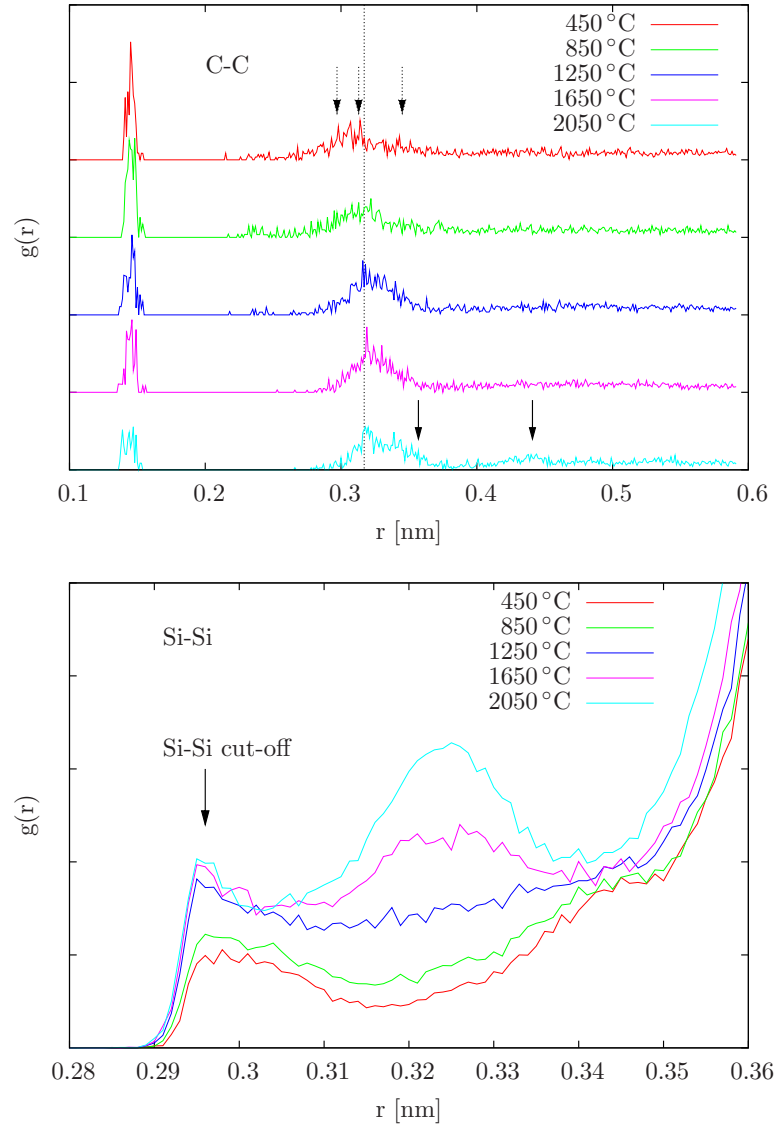 C-C
450 °C
850 °C
1250 °C
1650 °C
2050 °C
g(r)
0.1 0.2 0.3 0.4 0.5 0.6
r [nm]
Si-Si
450 °C
850 °C
1250 °C
1650 °C
2050 °C
Si-Si cut-off
g(r)
0.28 0.29 0.3 0.31 0.32 0.33 0.34 0.35 0.36
r [nm]